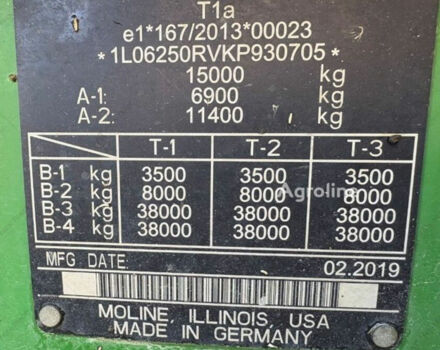 T1a
e1*167/2013*00023
*1L06250RVKP930705*
15000 kg
A-1: 6900 kg
A-2: 11400 kg
T-1 T-2 T-3
B-1 kg 3500 3500 3500
B-2 kg 8000 8000 8000
B-3 kg 38000 38000 38000
B-4 kg 38000 38000 38000
Agroline
MFG DATE: 02.2019
MOLINE, ILLINOIS, USA
MADE IN GERMANY